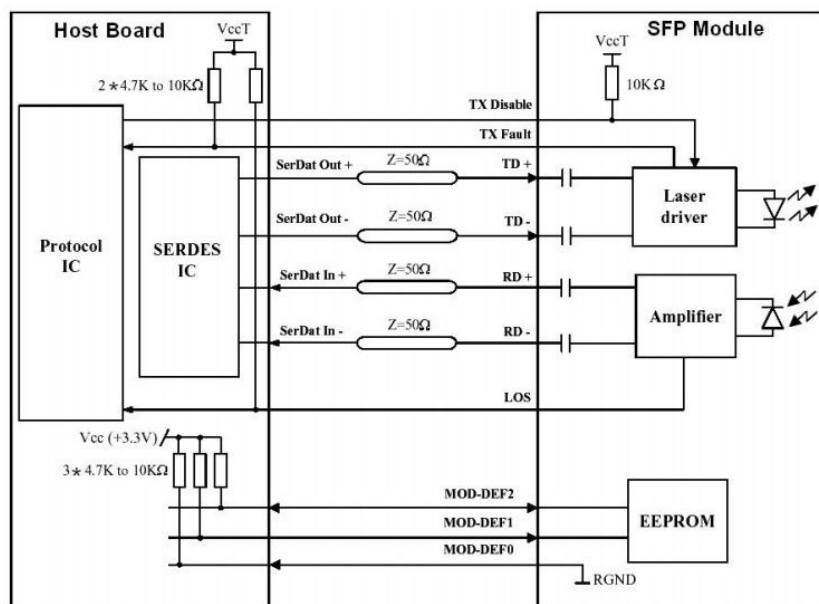 Host Board
SFP Module
VccT
VccT
2*4.7K to 10KΩ
10KΩ
TX Disable
TX Fault
SerDat Out +
Z=50Ω
TD +
SerDat Out -
Z=50Ω
TD -
Laser
driver
Protocol
IC
SERDES
IC
SerDat In +
Z=50Ω
RD +
SerDat In -
Z=50Ω
RD -
Amplifier
LOS
Vcc (+3.3V)
3*4.7K to 10KΩ
MOD-DEF2
MOD-DEF1
MOD-DEF0
EEPROM
RGND